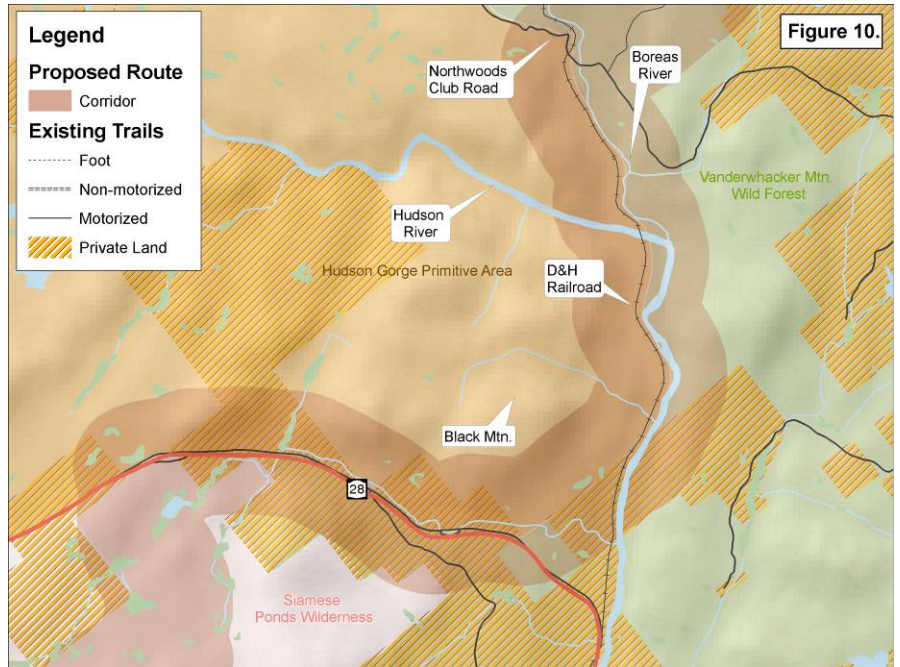 Legend
Proposed Route
Corridor
Existing Trails
Foot
Non-motorized
Motorized
Private Land
Figure 10.
Northwoods
Club Road
Boreas
River
Vanderwhacker Mtn.
Wild Forest
Hudson
River
Hudson Gorge Primitive Area
D&H
Railroad
Black Mtn.
28
Siamese
Ponds Wilderness